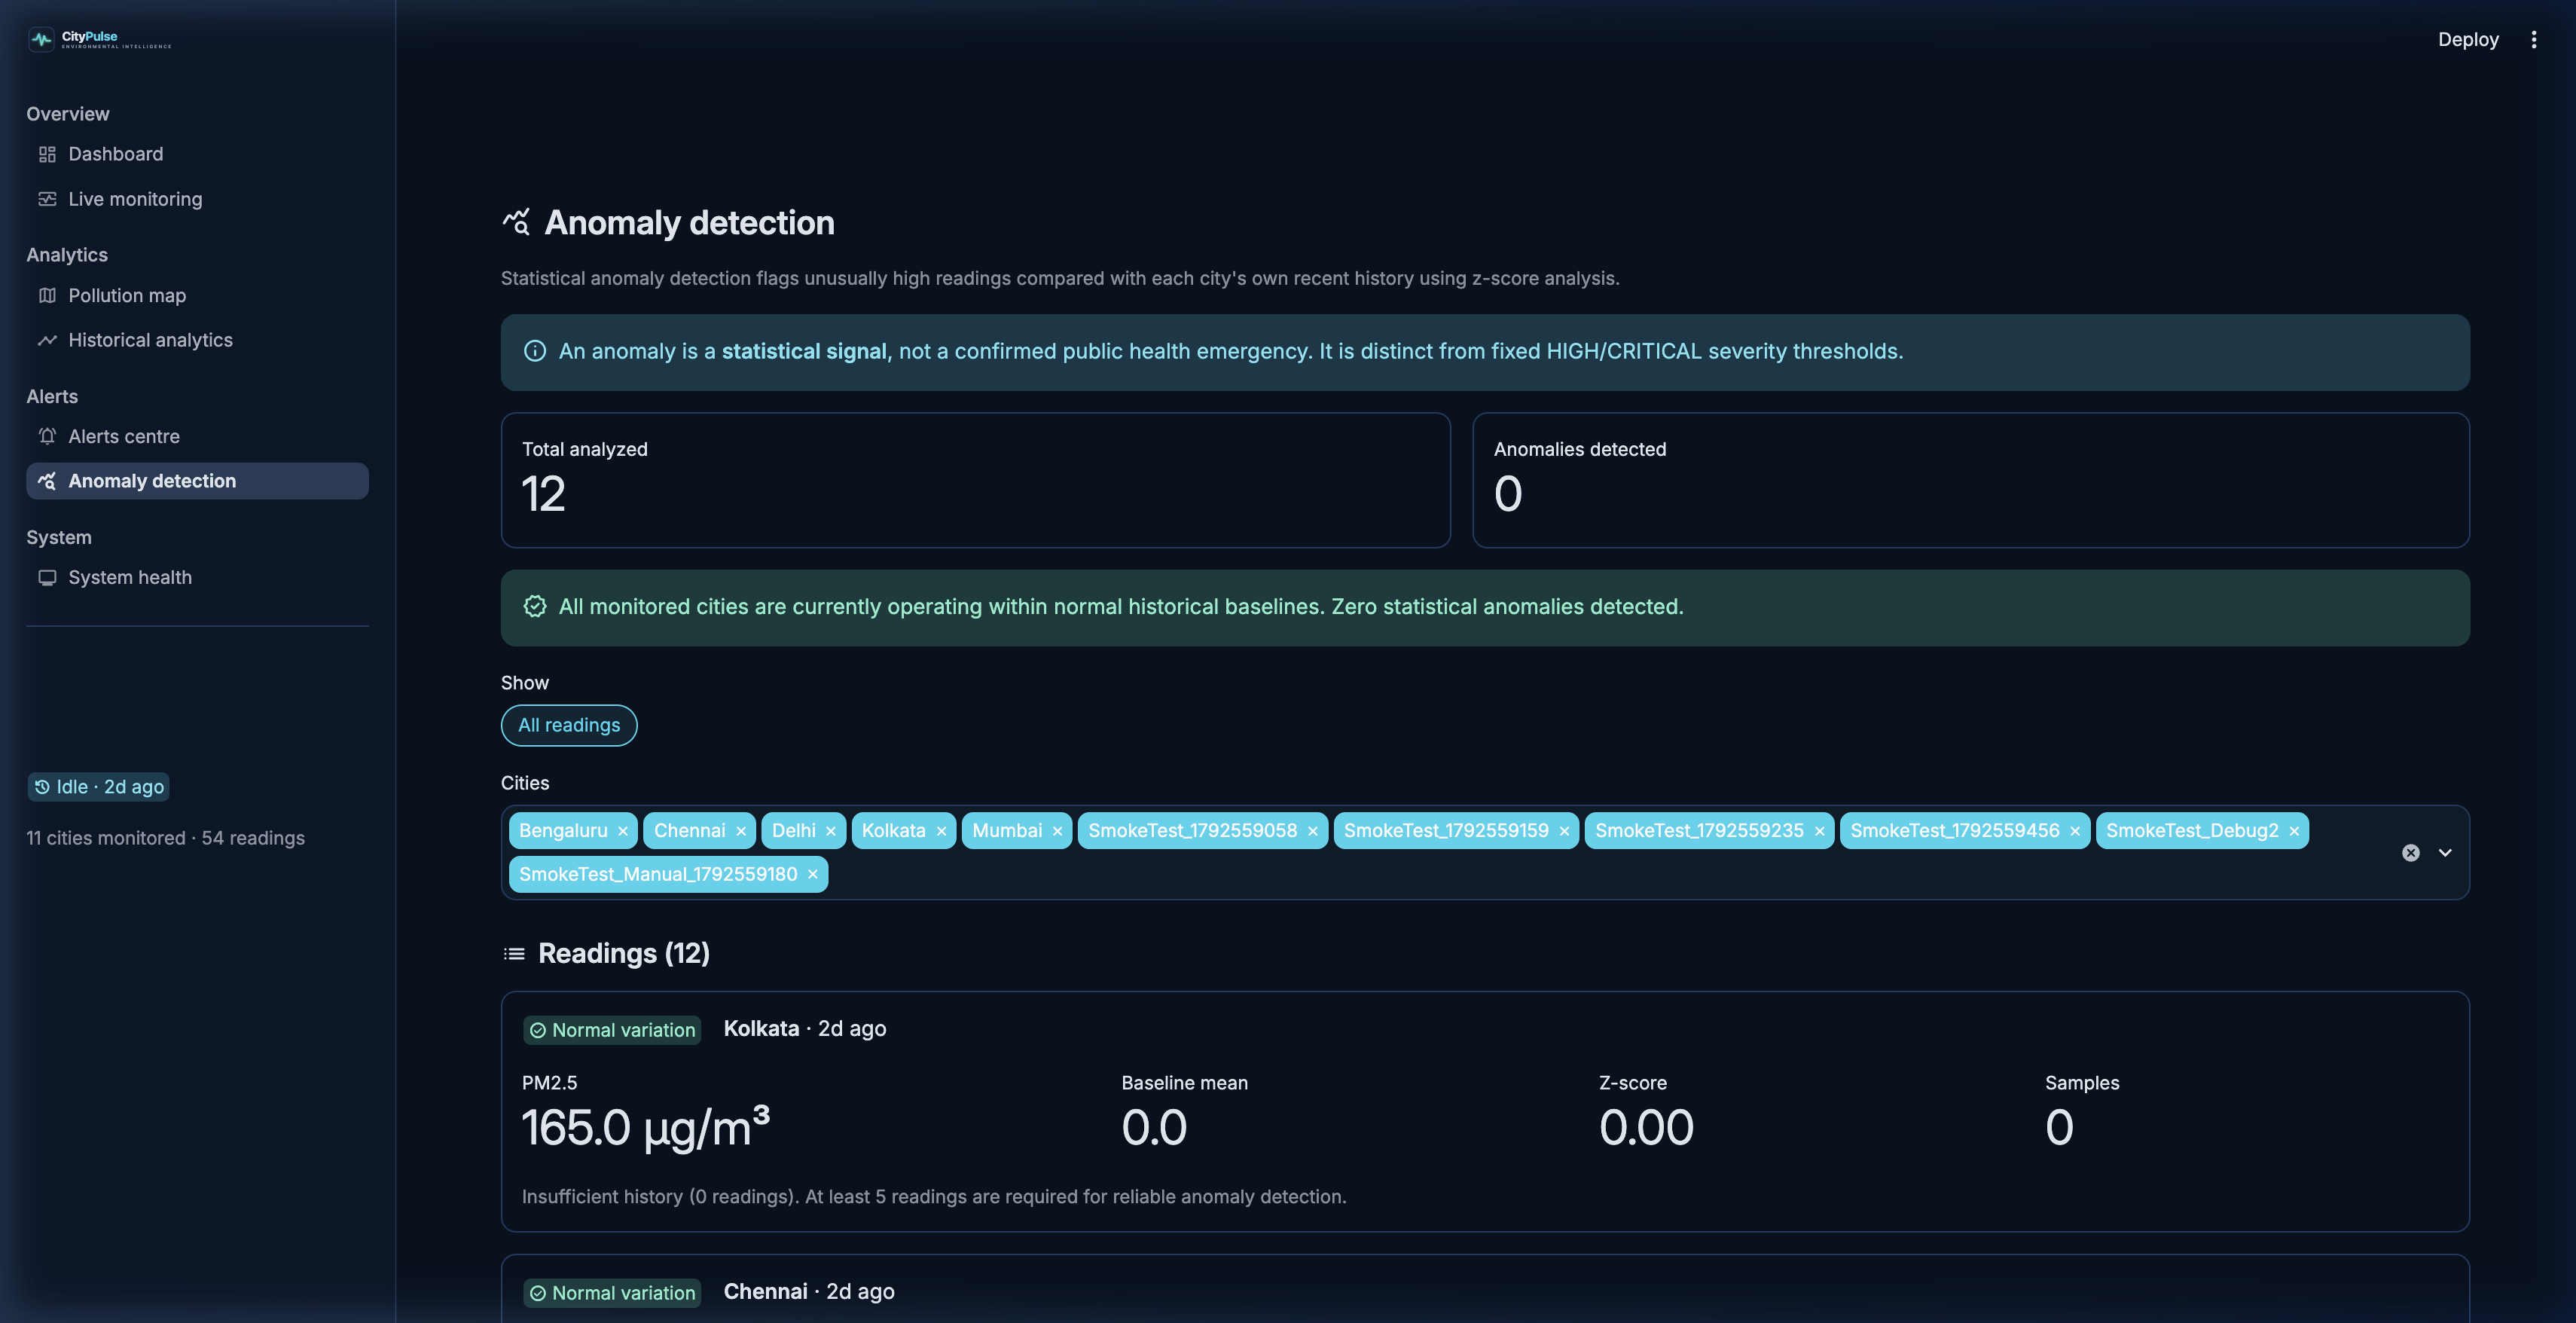 CityPulse
ENVIRONMENTAL INTELLIGENCE
Deploy
Overview
Dashboard
Live monitoring
Analytics
Pollution map
Historical analytics
Alerts
Alerts centre
Anomaly detection
System
System health
Idle · 2d ago
11 cities monitored · 54 readings
Anomaly detection
Statistical anomaly detection flags unusually high readings compared with each city's own recent history using z-score analysis.
An anomaly is a statistical signal, not a confirmed public health emergency. It is distinct from fixed HIGH/CRITICAL severity thresholds.
Total analyzed
12
Anomalies detected
0
All monitored cities are currently operating within normal historical baselines. Zero statistical anomalies detected.
Show
All readings
Cities
Bengaluru × Chennai × Delhi × Kolkata × Mumbai × SmokeTest_1792559058 × SmokeTest_1792559159 × SmokeTest_1792559235 × SmokeTest_1792559456 × SmokeTest_Debug2 ×
SmokeTest_Manual_1792559180 ×
Readings (12)
Normal variation Kolkata · 2d ago
PM2.5 Baseline mean Z-score Samples
165.0 µg/m³ 0.0 0.00 0
Insufficient history (0 readings). At least 5 readings are required for reliable anomaly detection.
Normal variation Chennai · 2d ago